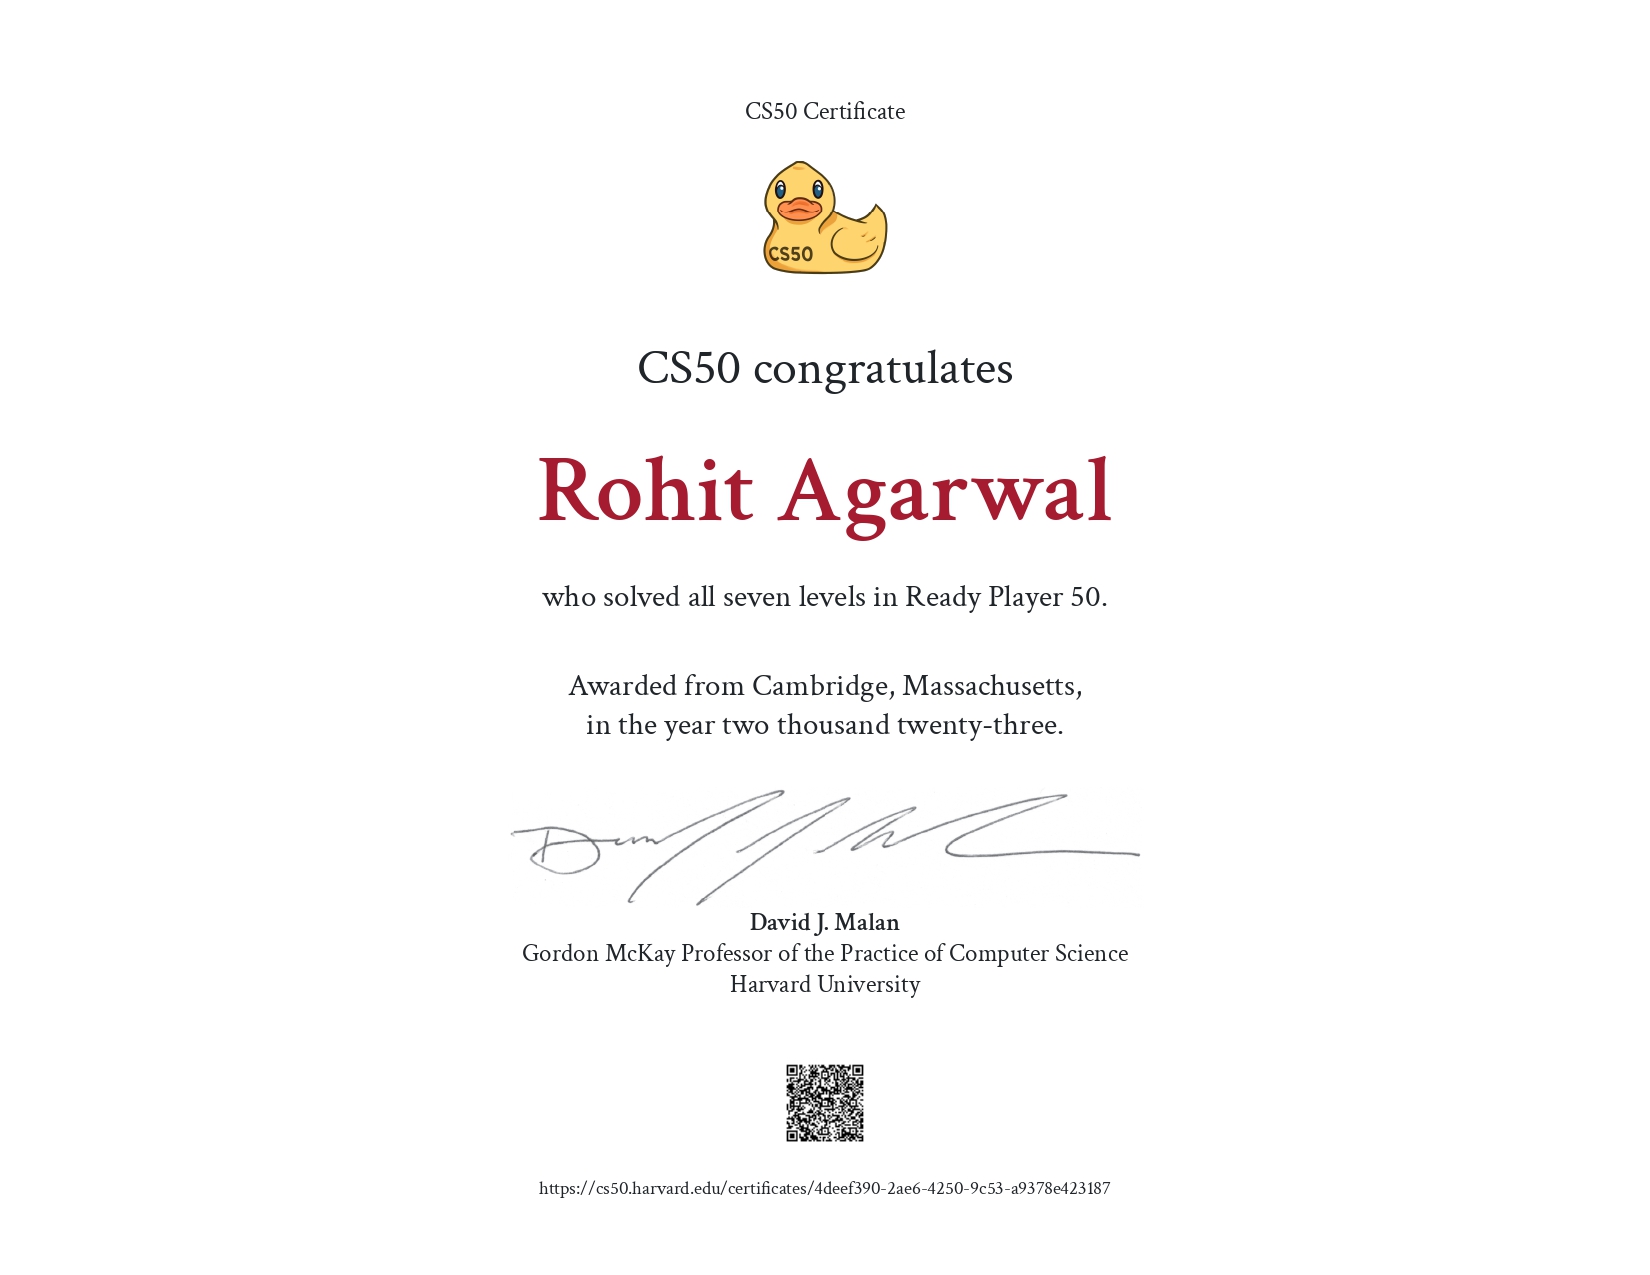 CS50 Certificate
CS50
CS50 congratulates
Rohit Agarwal
who solved all seven levels in Ready Player 50.
Awarded from Cambridge, Massachusetts,
in the year two thousand twenty-three.
David J. Malan
Gordon McKay Professor of the Practice of Computer Science
Harvard University
https://cs50.harvard.edu/certificates/4deef390-2ae6-4250-9c53-a9378e423187